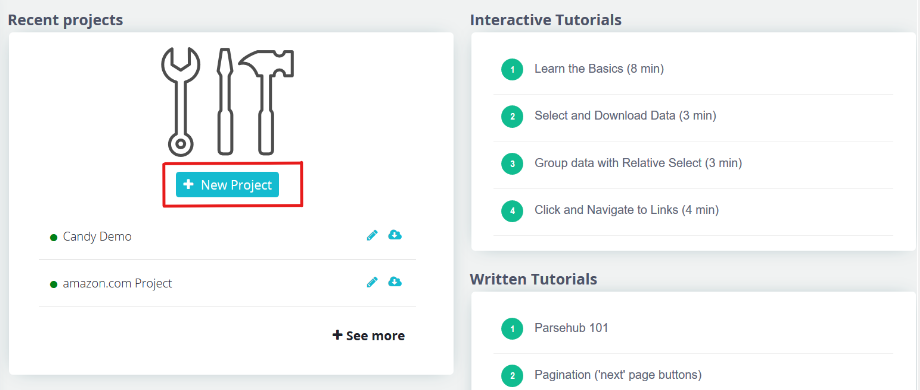 Recent projects
+ New Project
Candy Demo
amazon.com Project
+ See more
Interactive Tutorials
1 Learn the Basics (8 min)
2 Select and Download Data (3 min)
3 Group data with Relative Select (3 min)
4 Click and Navigate to Links (4 min)
Written Tutorials
1 Parsehub 101
2 Pagination ('next' page buttons)